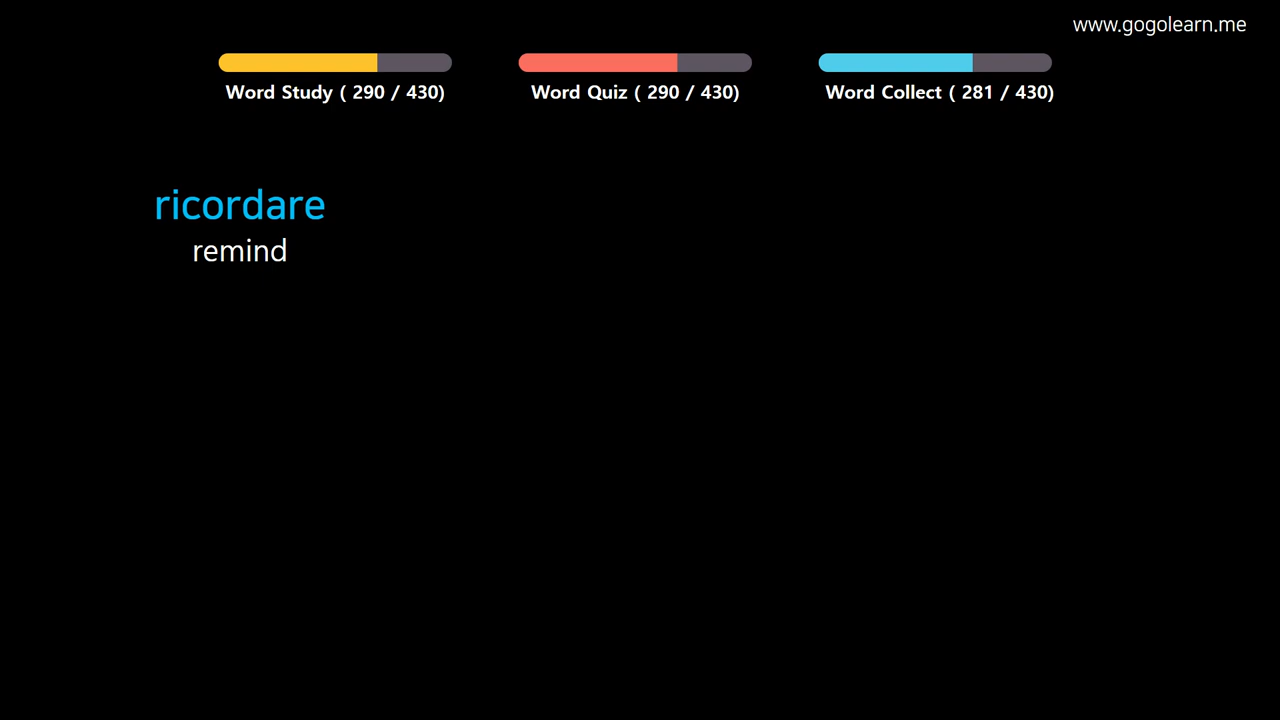 www.gogolearn.me
Word Study ( 290 / 430)
Word Quiz ( 290 / 430)
Word Collect ( 281 / 430)
ricordare
remind